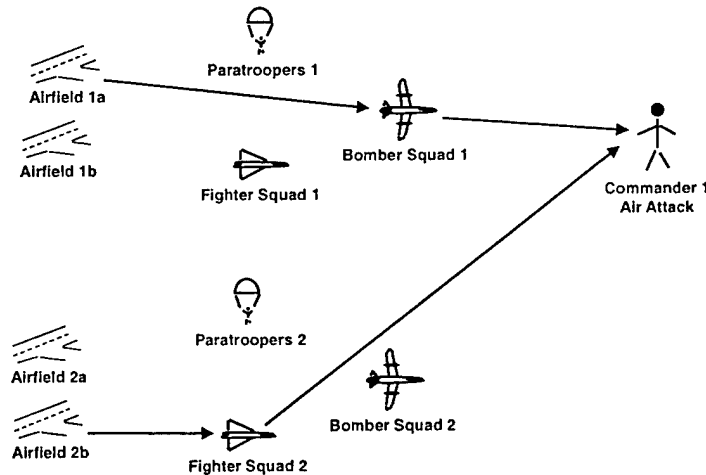 Paratroopers 1
Airfield 1a
Bomber Squad 1
Airfield 1b
Fighter Squad 1
Commander 1
Air Attack
Paratroopers 2
Airfield 2a
Bomber Squad 2
Airfield 2b
Fighter Squad 2